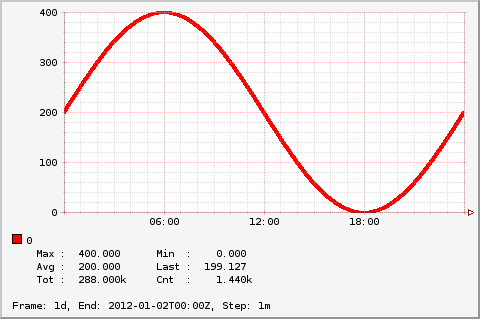 400
300
200
100
0
06:00 12:00 18:00
0
Max : 400.000 Min : 0.000
Avg : 200.000 Last : 199.127
Tot : 288.000k Cnt : 1.440k
Frame: 1d, End: 2012-01-02T00:00Z, Step: 1m